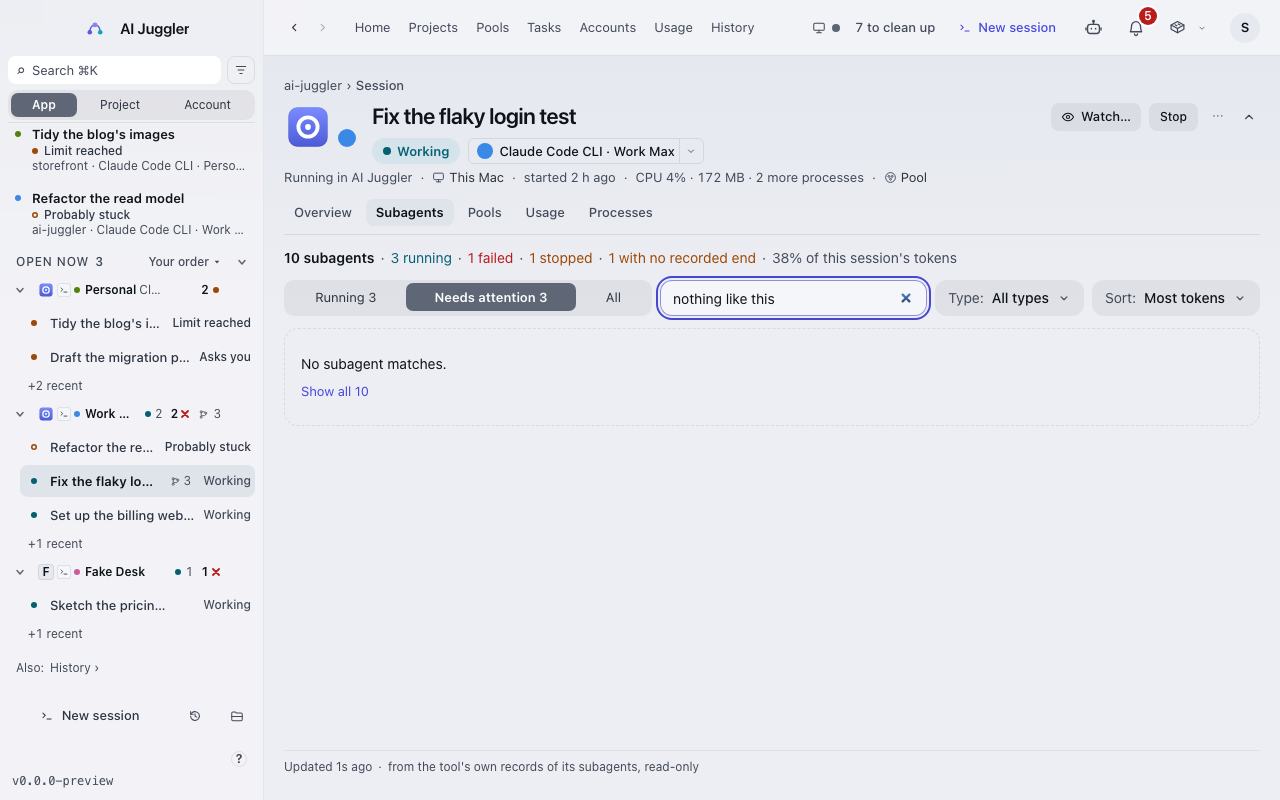 AI Juggler
Search ⌘K
App Project Account
Tidy the blog's images
Limit reached
storefront · Claude Code CLI · Perso…
Refactor the read model
Probably stuck
ai-juggler · Claude Code CLI · Work …
OPEN NOW 3 Your order
Personal Cl… 2
Tidy the blog's i… Limit reached
Draft the migration p… Asks you
+2 recent
Work … 2 2 3
Refactor the re… Probably stuck
Fix the flaky lo… 3 Working
Set up the billing web… Working
+1 recent
F Fake Desk 1 1
Sketch the pricin… Working
+1 recent
Also: History ›
New session
?
v0.0.0-preview
Home Projects Pools Tasks Accounts Usage History 7 to clean up New session 5 S
ai-juggler › Session
Fix the flaky login test Watch… Stop ···
Working Claude Code CLI · Work Max
Running in AI Juggler · This Mac · started 2 h ago · CPU 4% · 172 MB · 2 more processes · Pool
Overview Subagents Pools Usage Processes
10 subagents · 3 running · 1 failed · 1 stopped · 1 with no recorded end · 38% of this session's tokens
Running 3 Needs attention 3 All nothing like this Type: All types Sort: Most tokens
No subagent matches.
Show all 10
Updated 1s ago · from the tool's own records of its subagents, read-only